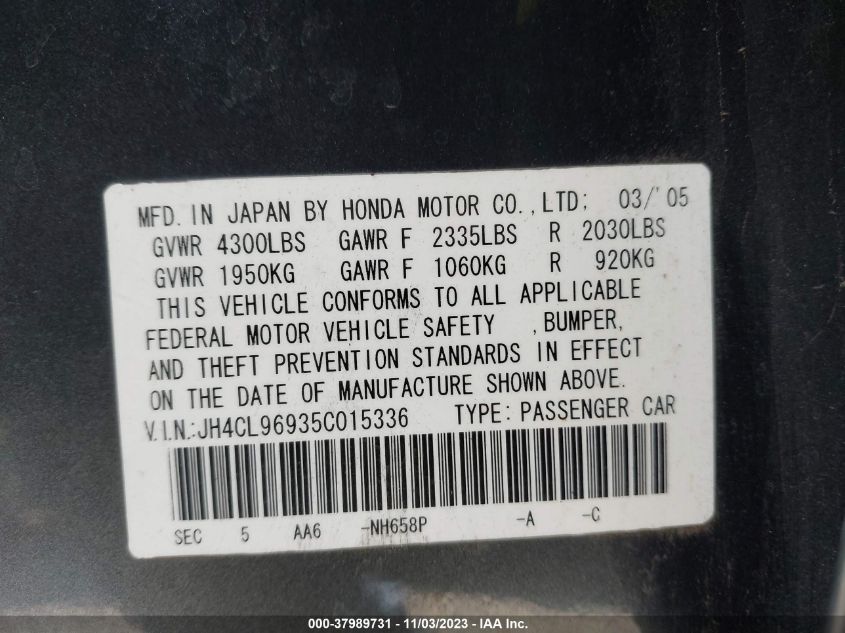 MFD. IN JAPAN BY HONDA MOTOR CO.,LTD; 03/'05
GVWR 4300LBS GAWR F 2335LBS R 2030LBS
GVWR 1950KG GAWR F 1060KG R 920KG
THIS VEHICLE CONFORMS TO ALL APPLICABLE
FEDERAL MOTOR VEHICLE SAFETY , BUMPER,
AND THEFT PREVENTION STANDARDS IN EFFECT
ON THE DATE OF MANUFACTURE SHOWN ABOVE.
V.I.N.:JH4CL96935C015336 TYPE: PASSENGER CAR
SEC 5 AA6 -NH658P -A -C
000-37989731 - 11/03/2023 - IAA Inc.